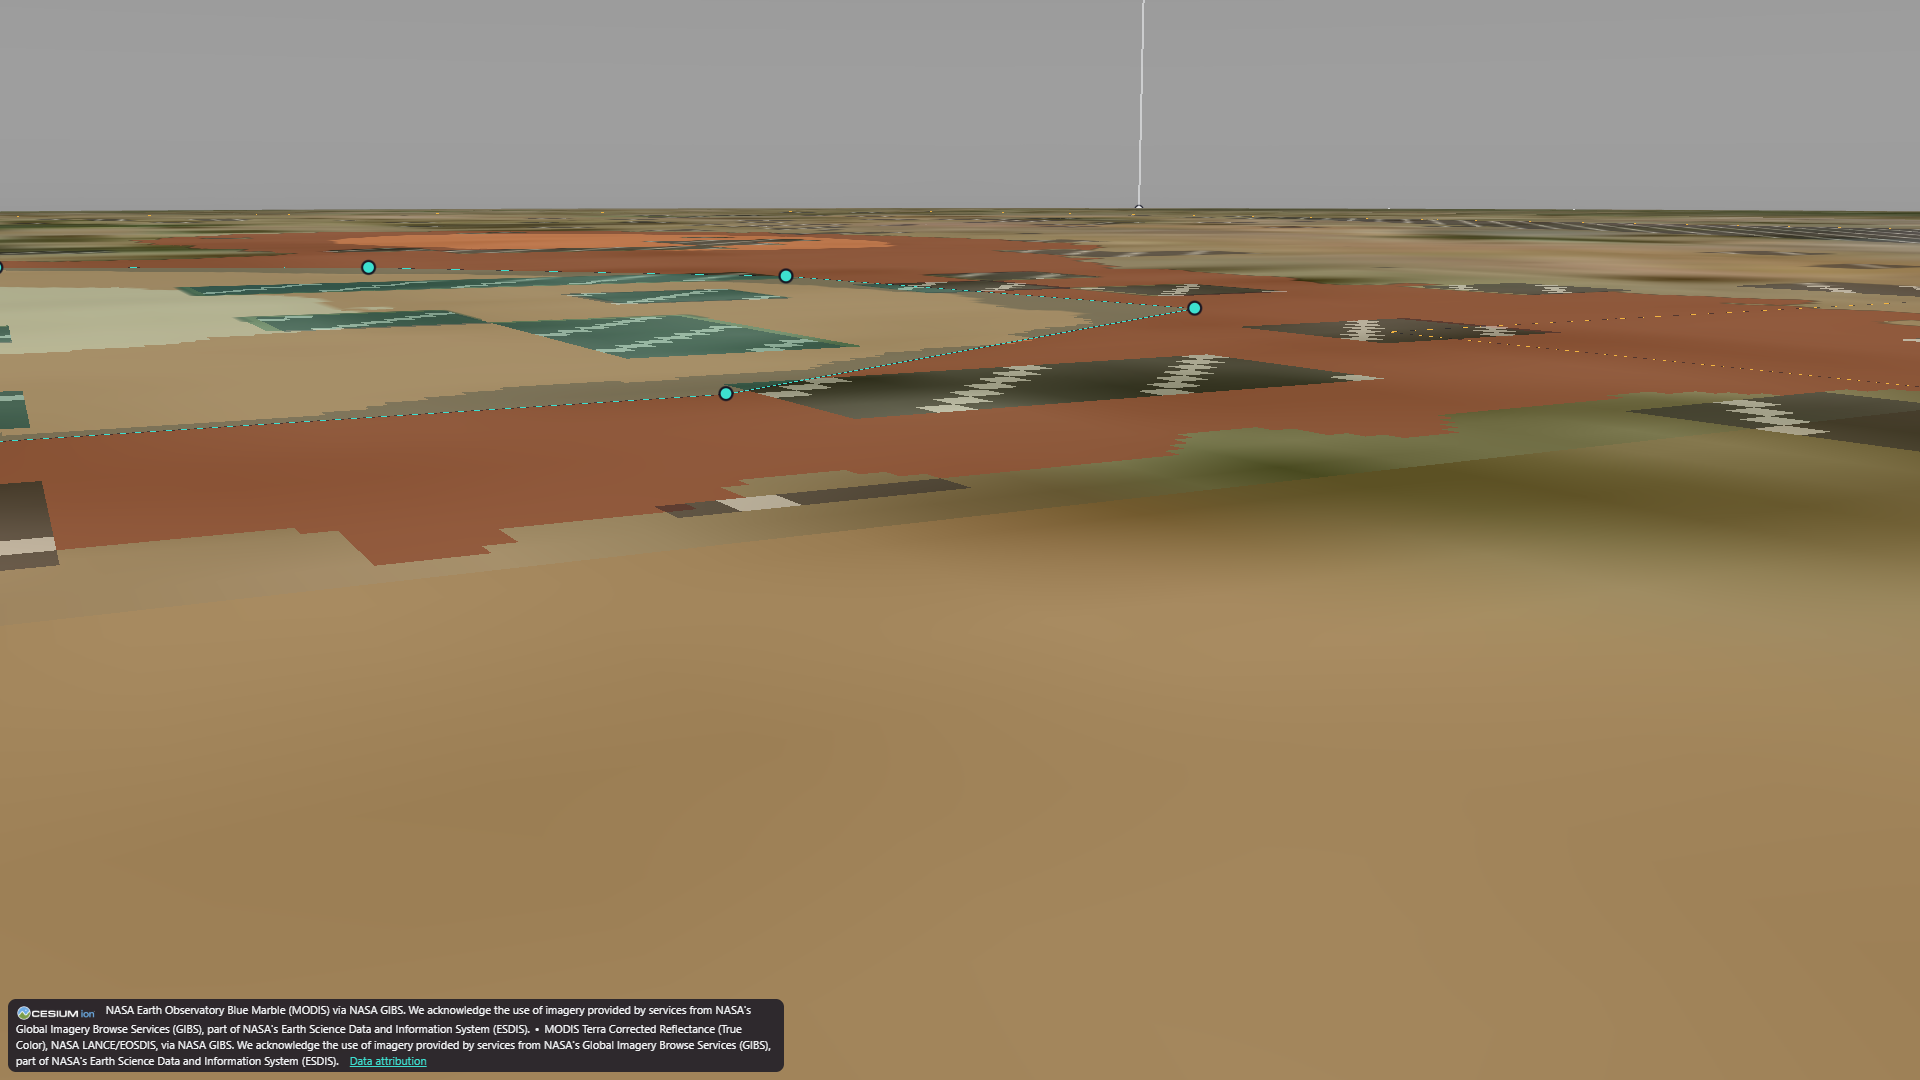 CESIUM ion NASA Earth Observatory Blue Marble (MODIS) via NASA GIBS. We acknowledge the use of imagery provided by services from NASA's
Global Imagery Browse Services (GIBS), part of NASA's Earth Science Data and Information System (ESDIS). • MODIS Terra Corrected Reflectance (True
Color), NASA LANCE/EOSDIS, via NASA GIBS. We acknowledge the use of imagery provided by services from NASA's Global Imagery Browse Services (GIBS),
part of NASA's Earth Science Data and Information System (ESDIS). Data attribution